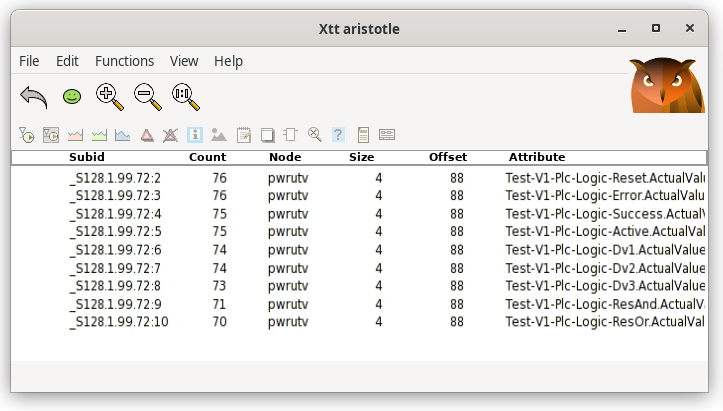 Xtt aristotle
File Edit Functions View Help
Subid Count Node Size Offset Attribute
_S128.1.99.72:2 76 pwrutv 4 88 Test-V1-Plc-Logic-Reset.ActualValu
_S128.1.99.72:3 76 pwrutv 4 88 Test-V1-Plc-Logic-Error.ActualValu
_S128.1.99.72:4 75 pwrutv 4 88 Test-V1-Plc-Logic-Success.ActualV
_S128.1.99.72:5 75 pwrutv 4 88 Test-V1-Plc-Logic-Active.ActualVal
_S128.1.99.72:6 74 pwrutv 4 88 Test-V1-Plc-Logic-Dv1.ActualValue
_S128.1.99.72:7 74 pwrutv 4 88 Test-V1-Plc-Logic-Dv2.ActualValue
_S128.1.99.72:8 73 pwrutv 4 88 Test-V1-Plc-Logic-Dv3.ActualValue
_S128.1.99.72:9 71 pwrutv 4 88 Test-V1-Plc-Logic-ResAnd.ActualVa
_S128.1.99.72:10 70 pwrutv 4 88 Test-V1-Plc-Logic-ResOr.ActualVal